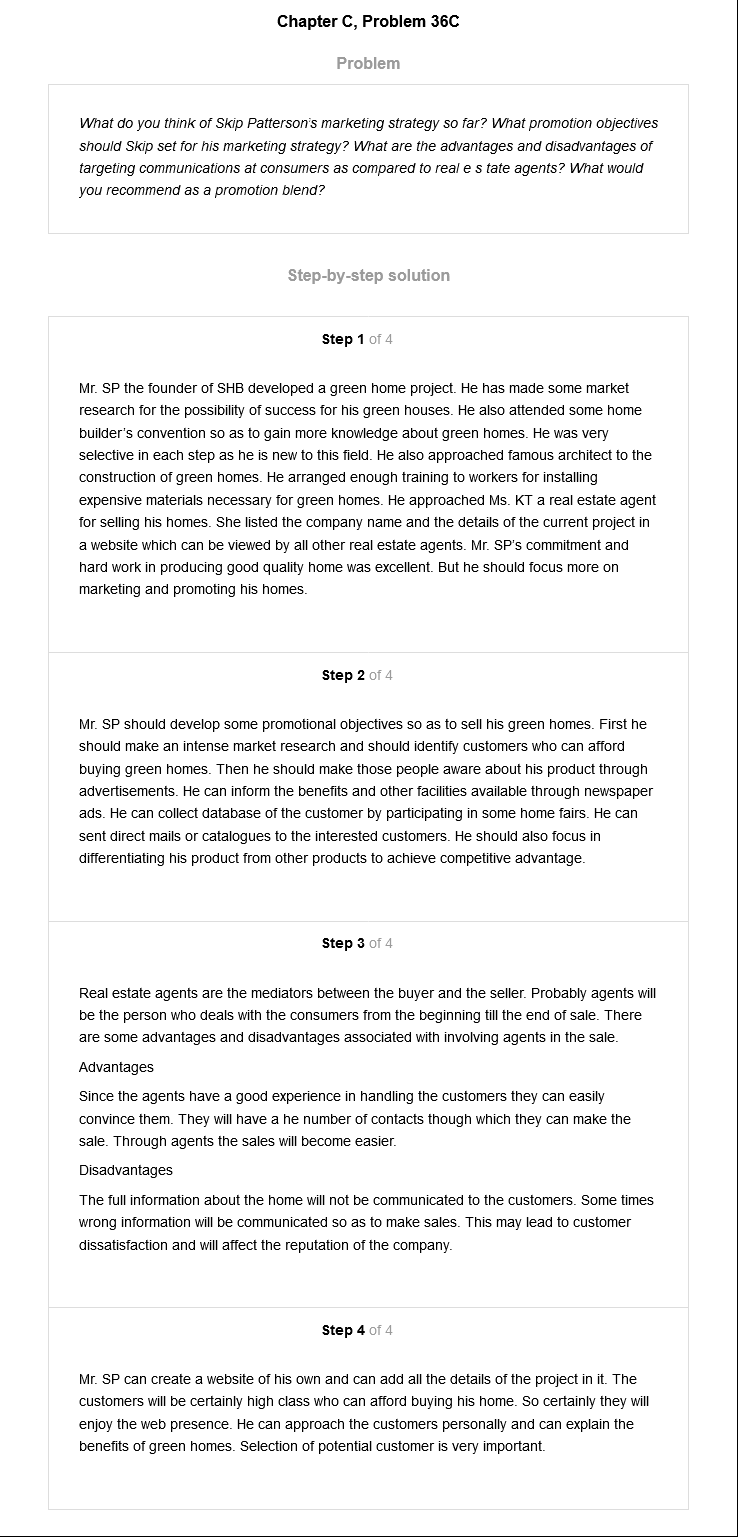 Chapter C, Problem 36C
Problem
What do you think of Skip Patterson's marketing strategy so far? What promotion objectives
should Skip set for his marketing strategy? What are the advantages and disadvantages of
targeting communications at consumers as compared to real e s tate agents? What would
you recommend as a promotion blend?
Step-by-step solution
Step 1 of 4
Mr. SP the founder of SHB developed a green home project. He has made some market
research for the possibility of success for his green houses. He also attended some home
builder's convention so as to gain more knowledge about green homes. He was very
selective in each step as he is new to this field. He also approached famous architect to the
construction of green homes. He arranged enough training to workers for installing
expensive materials necessary for green homes. He approached Ms. KT a real estate agent
for selling his homes. She listed the company name and the details of the current project in
a website which can be viewed by all other real estate agents. Mr. SP's commitment and
hard work in producing good quality home was excellent. But he should focus more on
marketing and promoting his homes.
Step 2 of 4
Mr. SP should develop some promotional objectives so as to sell his green homes. First he
should make an intense market research and should identify customers who can afford
buying green homes. Then he should make those people aware about his product through
advertisements. He can inform the benefits and other facilities available through newspaper
ads. He can collect database of the customer by participating in some home fairs. He can
sent direct mails or catalogues to the interested customers. He should also focus in
differentiating his product from other products to achieve competitive advantage.
Step 3 of 4
Real estate agents are the mediators between the buyer and the seller. Probably agents will
be the person who deals with the consumers from the beginning till the end of sale. There
are some advantages and disadvantages associated with involving agents in the sale.
Advantages
Since the agents have a good experience in handling the customers they can easily
convince them. They will have a he number of contacts though which they can make the
sale. Through agents the sales will become easier.
Disadvantages
The full information about the home will not be communicated to the customers. Some times
wrong information will be communicated so as to make sales. This may lead to customer
dissatisfaction and will affect the reputation of the company.
Step 4 of 4
Mr. SP can create a website of his own and can add all the details of the project in it. The
customers will be certainly high class who can afford buying his home. So certainly they will
enjoy the web presence. He can approach the customers personally and can explain the
benefits of green homes. Selection of potential customer is very important.